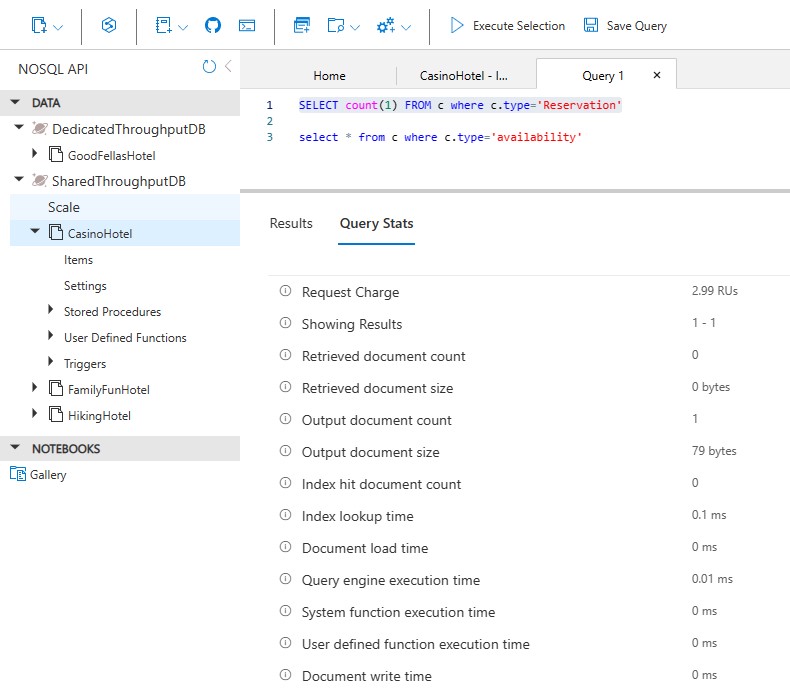 Execute Selection
Save Query
NOSQL API
DATA
DedicatedThroughputDB
GoodFellasHotel
SharedThroughputDB
Scale
CasinoHotel
Items
Settings
Stored Procedures
User Defined Functions
Triggers
FamilyFunHotel
HikingHotel
NOTEBOOKS
Gallery
Home
CasinoHotel - I...
Query 1
1 SELECT count(1) FROM c where c.type='Reservation'
2
3 select * from c where c.type='availability'
Results
Query Stats
Request Charge 2.99 RUs
Showing Results 1 - 1
Retrieved document count 0
Retrieved document size 0 bytes
Output document count 1
Output document size 79 bytes
Index hit document count 0
Index lookup time 0.1 ms
Document load time 0 ms
Query engine execution time 0.01 ms
System function execution time 0 ms
User defined function execution time 0 ms
Document write time 0 ms